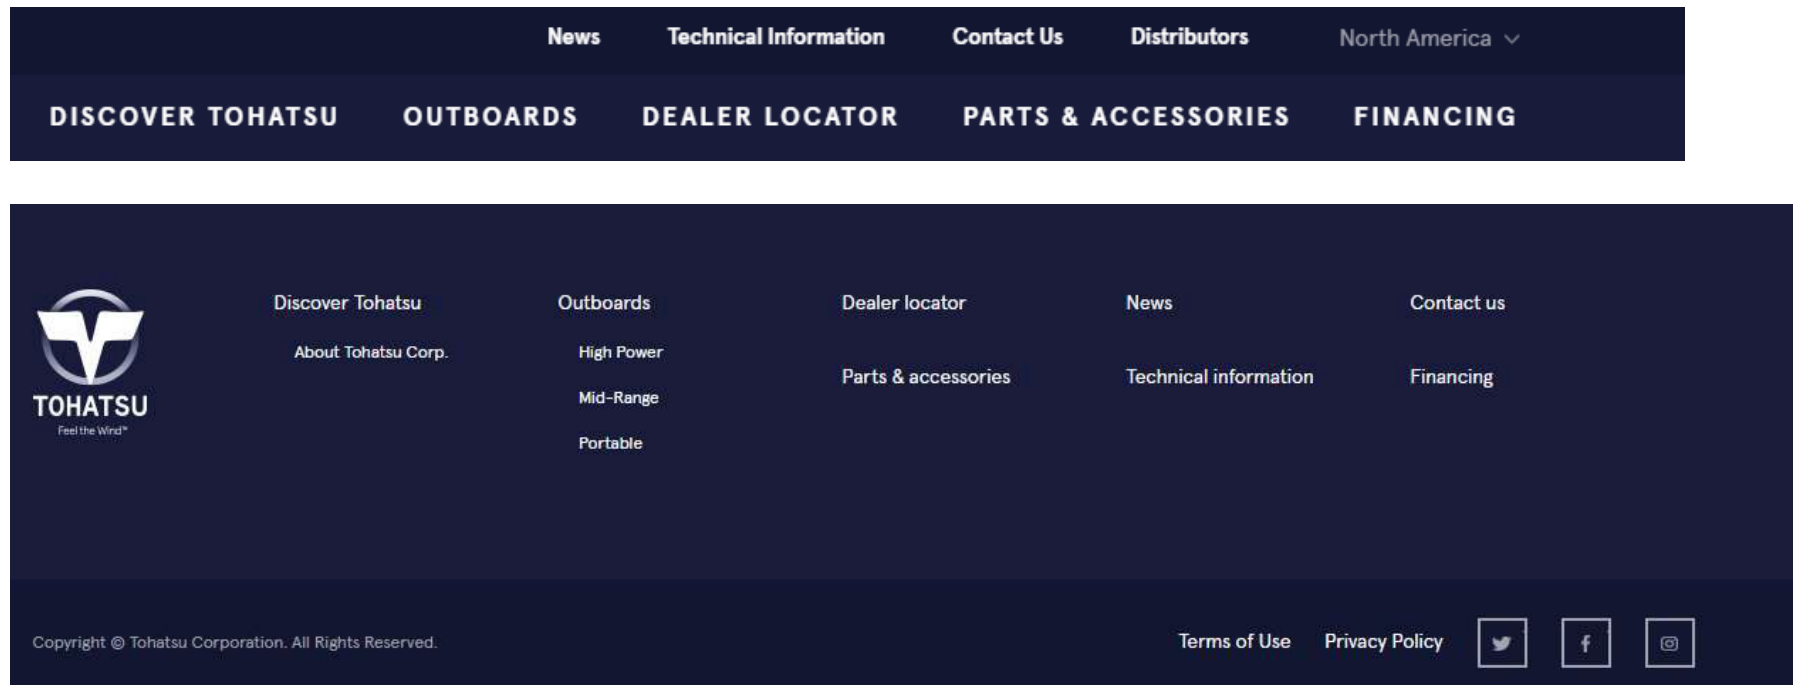 News Technical Information Contact Us Distributors North America
DISCOVER TOHATSU OUTBOARDS DEALER LOCATOR PARTS & ACCESSORIES FINANCING
Discover Tohatsu Outboards Dealer locator News Contact us
About Tohatsu Corp. High Power
Parts & accessories Technical information Financing
Mid-Range
TOHATSU
Feel the Wind™
Portable
Copyright © Tohatsu Corporation. All Rights Reserved. Terms of Use Privacy Policy